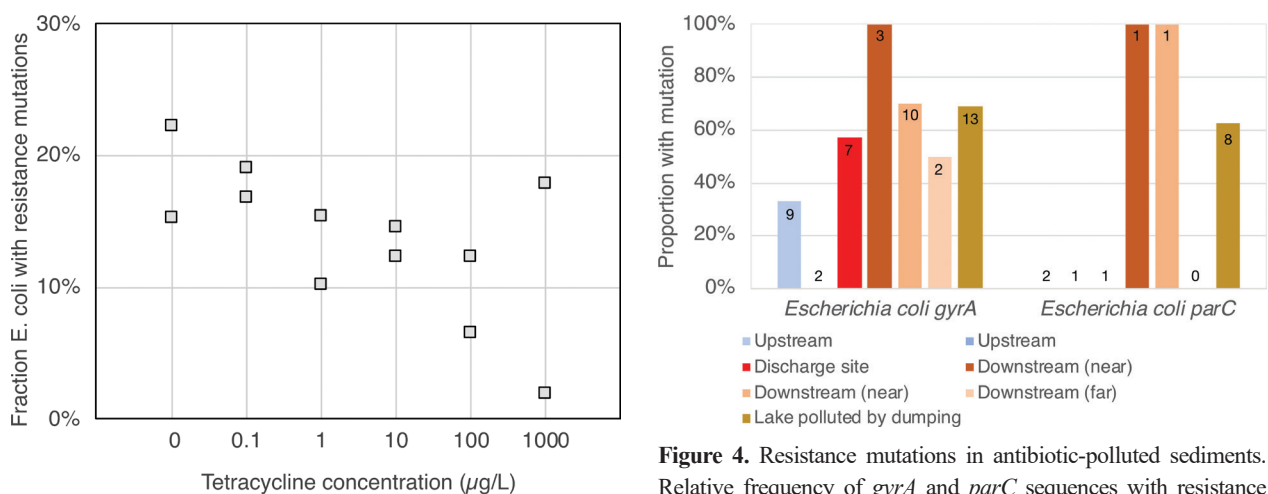 30%
20%
10%
0%
Fraction E. coli with resistance mutations
0 0.1 1 10 100 1000
Tetracycline concentration (µg/L)
100%
80%
60%
40%
20%
0%
Proportion with mutation
9 2 7 3 10 2 13
2 1 1 1 1 0 8
Escherichia coli gyrA Escherichia coli parC
Upstream Upstream
Discharge site Downstream (near)
Downstream (near) Downstream (far)
Lake polluted by dumping
Figure 4. Resistance mutations in antibiotic-polluted sediments.
Relative frequency of gyrA and parC sequences with resistance